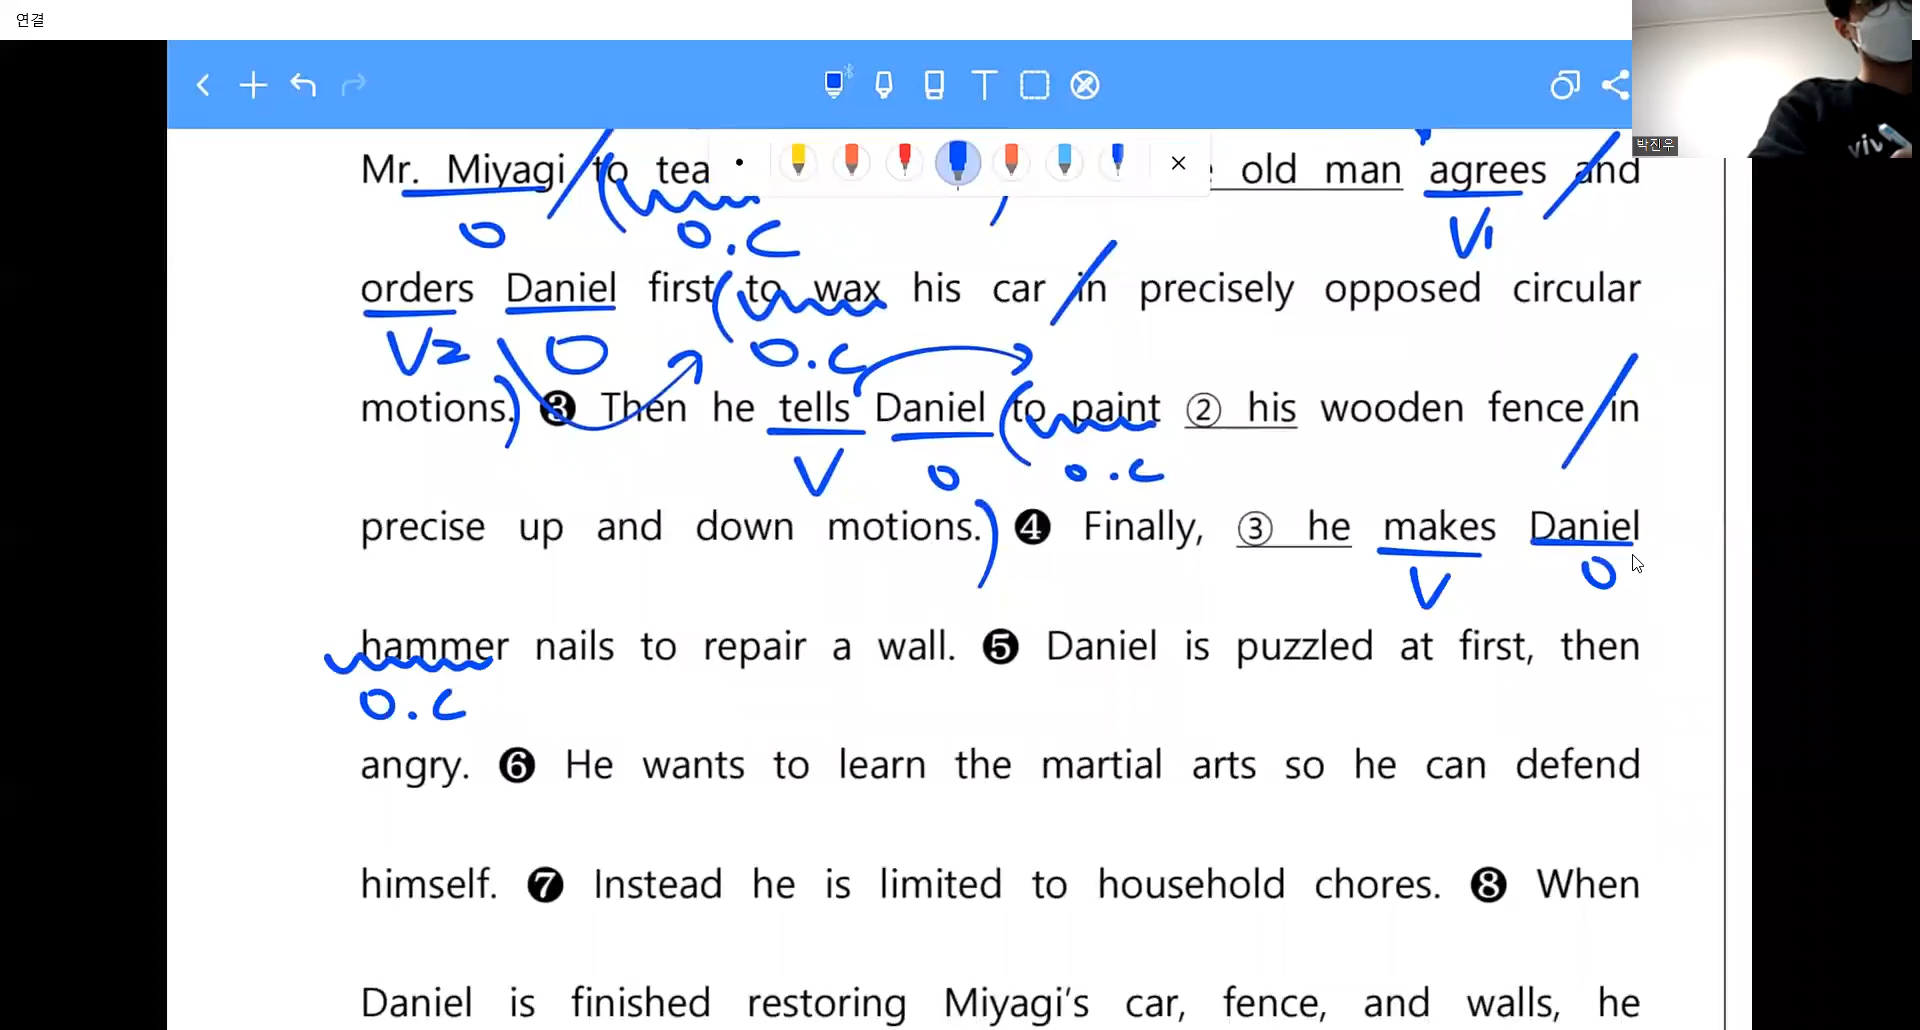 연결
박진우
Mr. Miyagi to tea old man agrees and
O O.C V1
orders Daniel first to wax his car in precisely opposed circular
V2 O O.C
motions. ❸ Then he tells Daniel to paint ② his wooden fence in
V O O.C
precise up and down motions. ❹ Finally, ③ he makes Daniel
V O
hammer nails to repair a wall. ❺ Daniel is puzzled at first, then
O.C
angry. ❻ He wants to learn the martial arts so he can defend
himself. ❼ Instead he is limited to household chores. ❽ When
Daniel is finished restoring Miyagi's car, fence, and walls, he